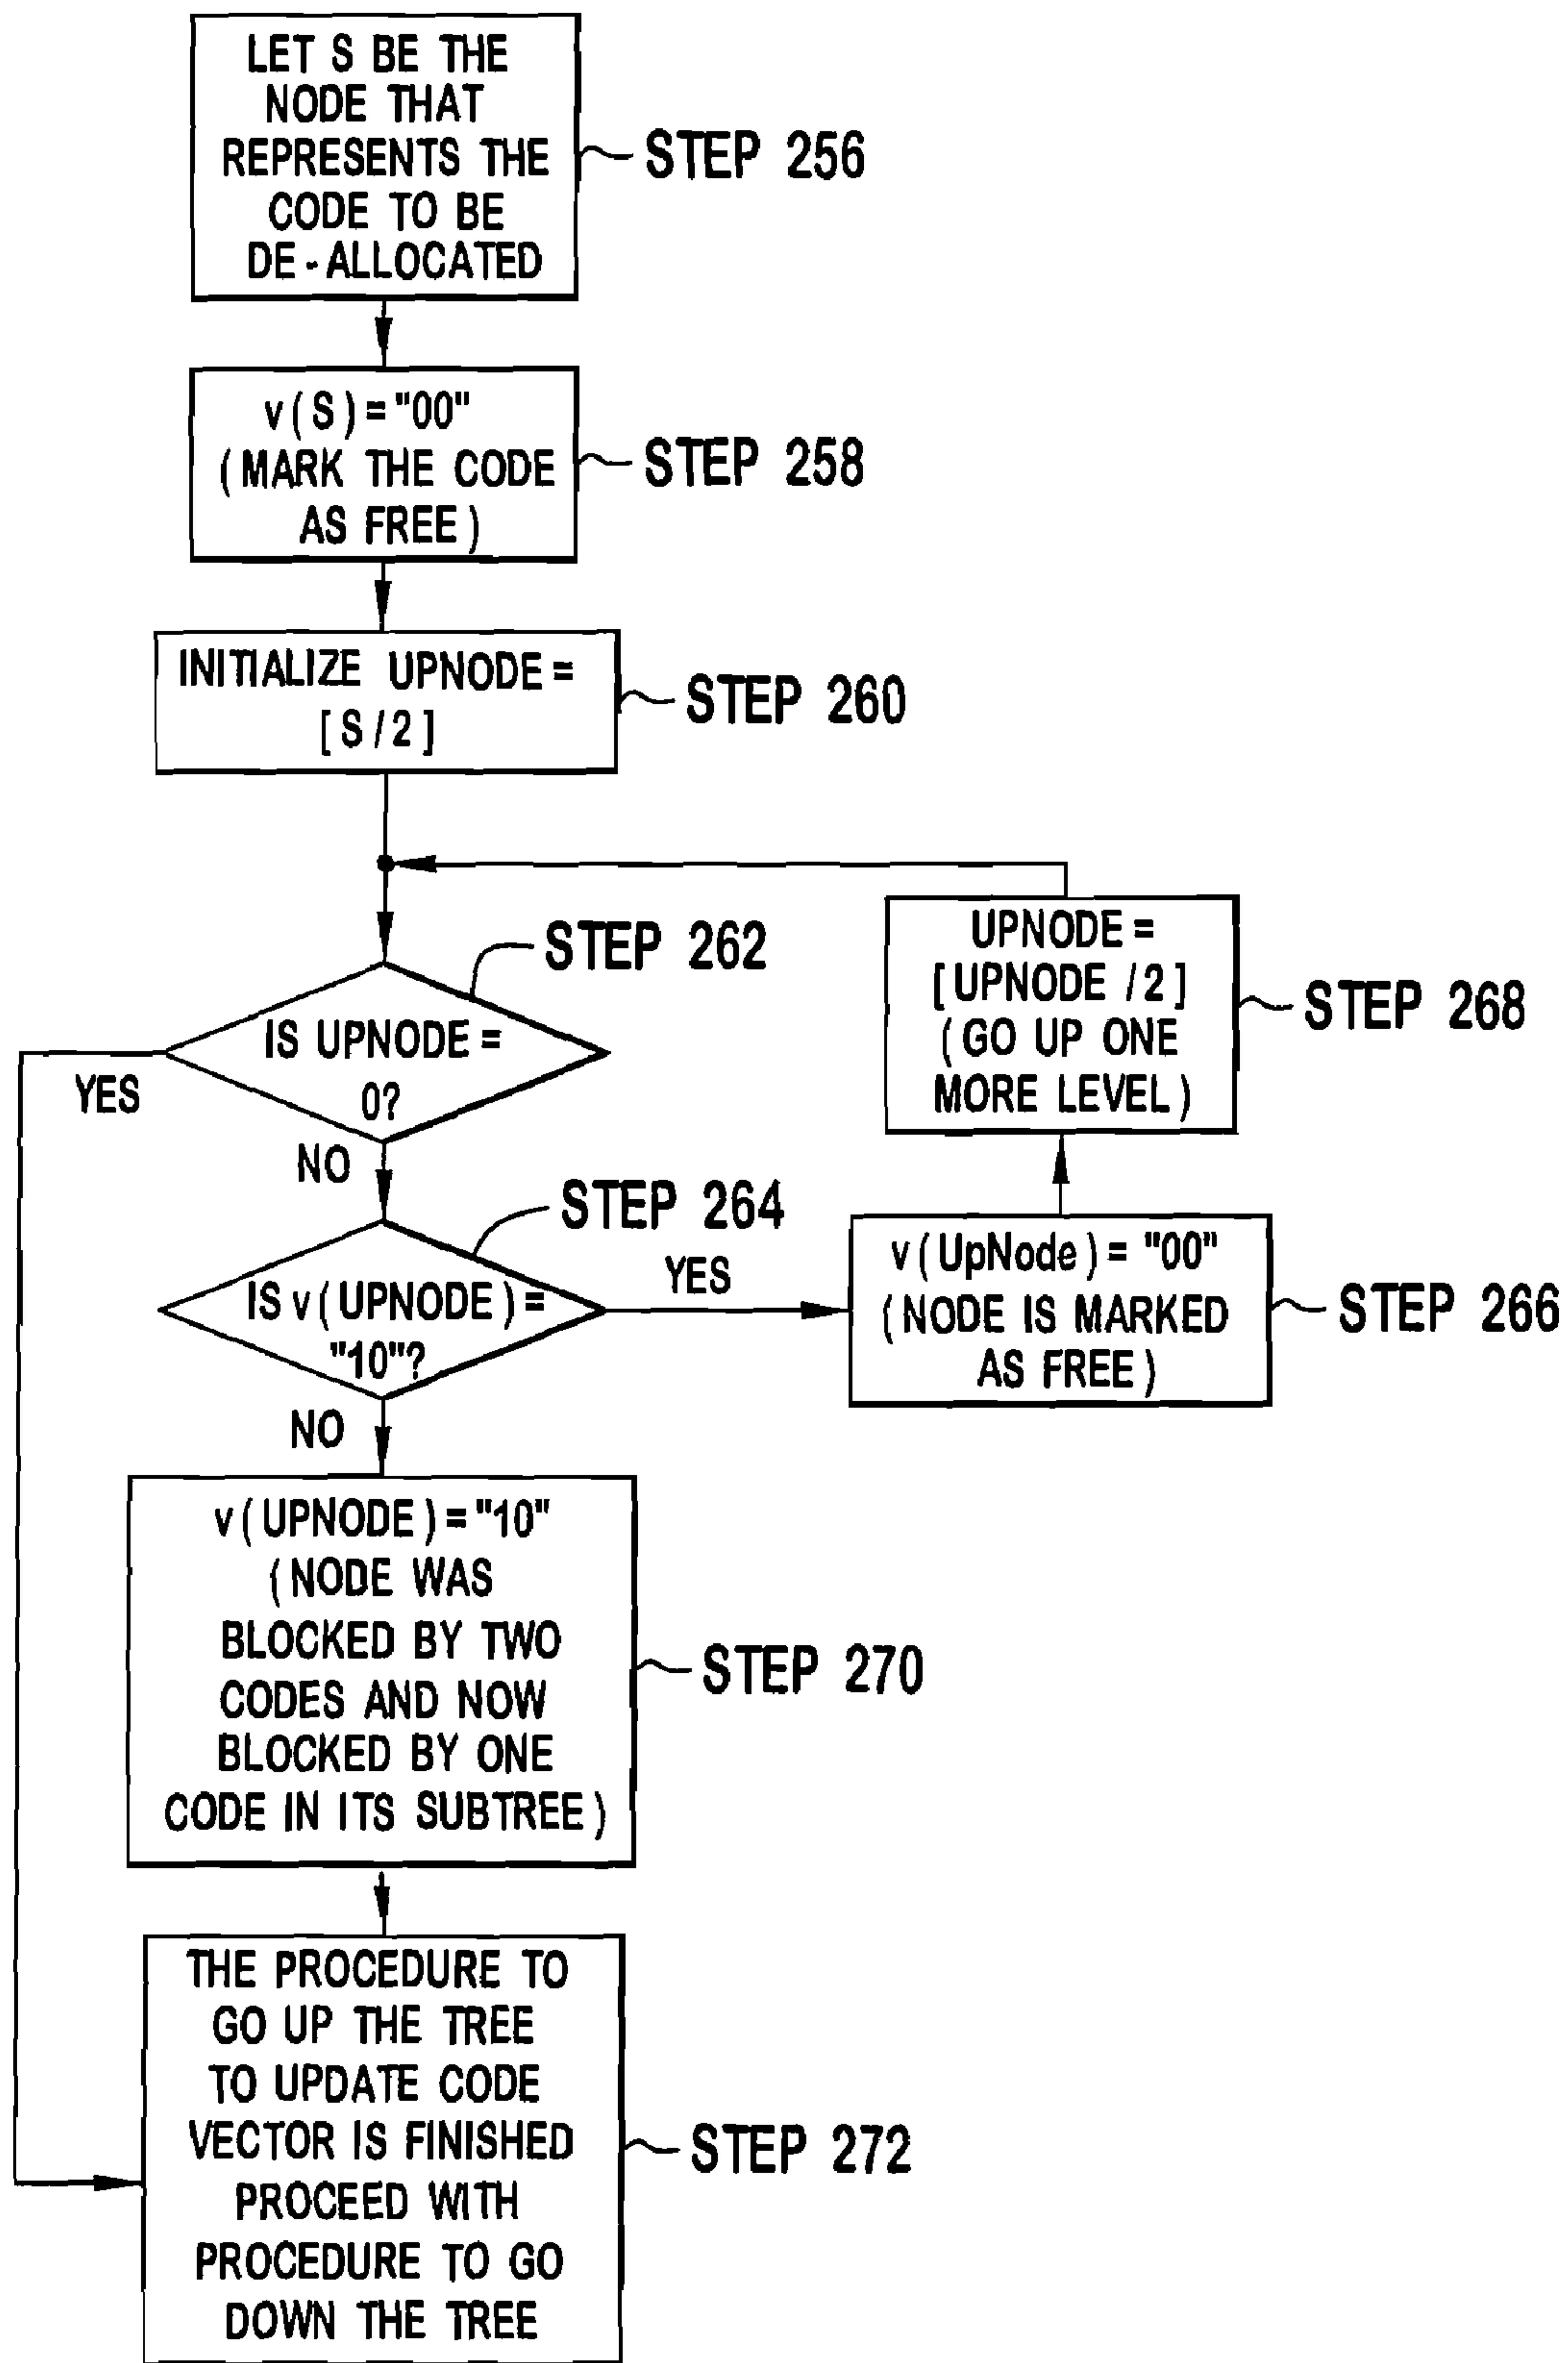 LET S BE THE
NODE THAT
REPRESENTS THE
CODE TO BE
DE-ALLOCATED
STEP 256
v(S)="00"
(MARK THE CODE
AS FREE)
STEP 258
INITIALIZE UPNODE=
[S/2]
STEP 260
STEP 262
IS UPNODE=
0?
YES
NO
UPNODE=
[UPNODE /2]
(GO UP ONE
MORE LEVEL)
STEP 268
STEP 264
IS v(UPNODE)=
"10"?
YES
NO
v(UpNode)= "00"
(NODE IS MARKED
AS FREE)
STEP 266
v(UPNODE)="10"
(NODE WAS
BLOCKED BY TWO
CODES AND NOW
BLOCKED BY ONE
CODE IN ITS SUBTREE)
STEP 270
THE PROCEDURE TO
GO UP THE TREE
TO UPDATE CODE
VECTOR IS FINISHED
PROCEED WITH
PROCEDURE TO GO
DOWN THE TREE
STEP 272